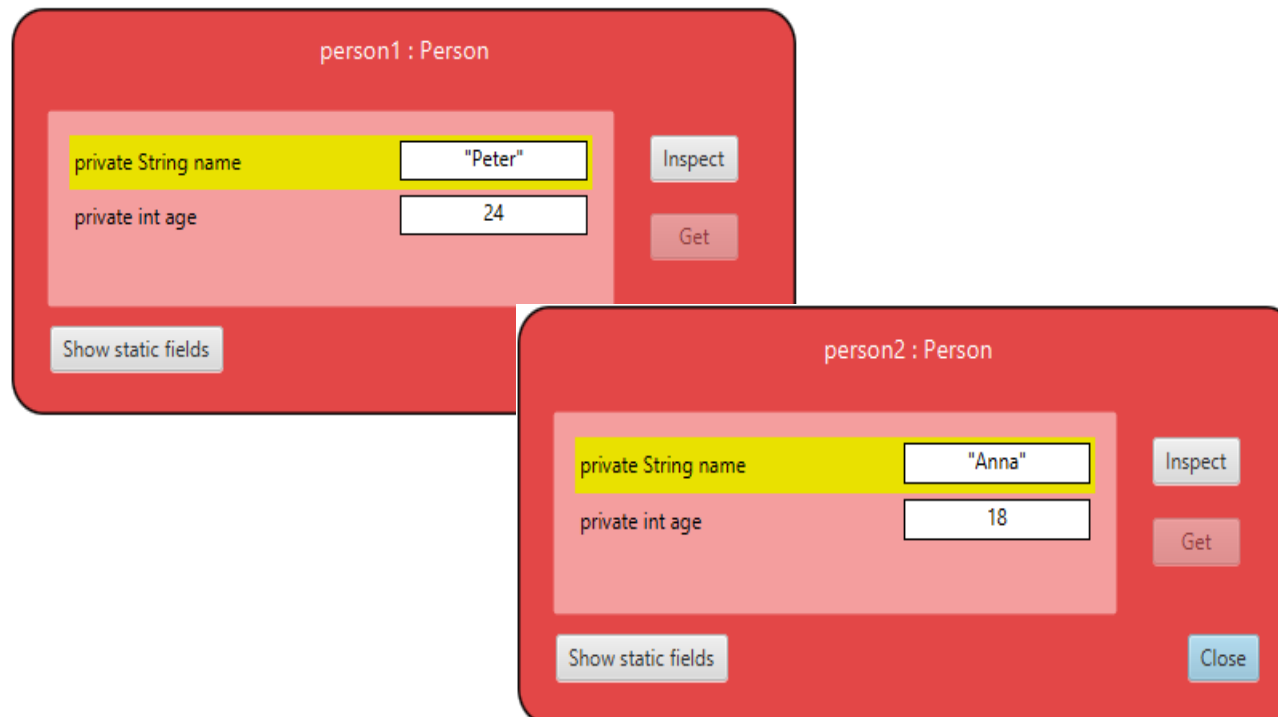 person1 : Person
private String name "Peter" Inspect
private int age 24 Get
Show static fields
person2 : Person
private String name "Anna" Inspect
private int age 18 Get
Show static fields Close